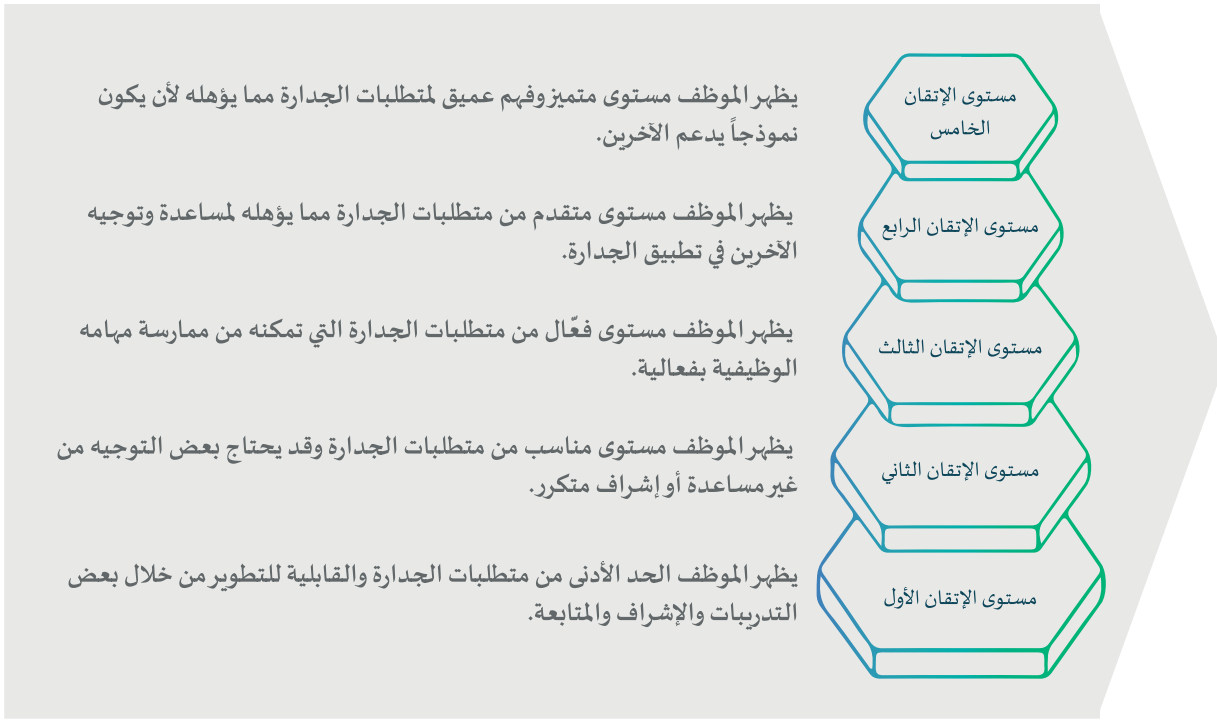 مستوى الإتقان
الخامس
يظهر الموظف مستوى متميز وفهم عميق لمتطلبات الجدارة مما يؤهله لأن يكون
نموذجاً يدعم الآخرين.
مستوى الإتقان الرابع
يظهر الموظف مستوى متقدم من متطلبات الجدارة مما يؤهله لمساعدة وتوجيه
الآخرين في تطبيق الجدارة.
مستوى الإتقان الثالث
يظهر الموظف مستوى فعّال من متطلبات الجدارة التي تمكنه من ممارسة مهامه
الوظيفية بفعالية.
مستوى الإتقان الثاني
يظهر الموظف مستوى مناسب من متطلبات الجدارة وقد يحتاج بعض التوجيه من
غير مساعدة أو إشراف متكرر.
مستوى الإتقان الأول
يظهر الموظف الحد الأدنى من متطلبات الجدارة والقابلية للتطوير من خلال بعض
التدريبات والإشراف والمتابعة.